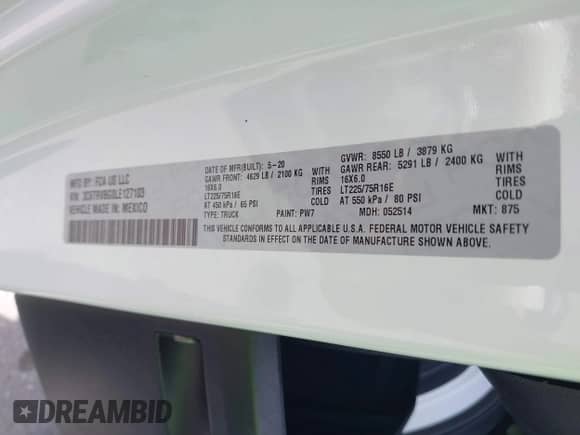 MFD BY: FCA US LLC
VIN: 3C6TRVBG0LE127103
VEHICLE MADE IN: MEXICO
DATE OF MFR(BUILT): 5-20
GAWR FRONT: 4629 LB / 2100 KG
16X6.0 RIMS
LT225/75R16E TIRES
AT 450 kPa / 65 PSI COLD
TYPE: TRUCK PAINT: PW7
GVWR: 8550 LB / 3879 KG
GAWR REAR: 5291 LB / 2400 KG
WITH 16X6.0
RIMS LT225/75R16E
TIRES
COLD AT 550 kPa / 80 PSI
MDH: 052514 MKT: 875
THIS VEHICLE CONFORMS TO ALL APPLICABLE U.S.A. FEDERAL MOTOR VEHICLE SAFETY
STANDARDS IN EFFECT ON THE DATE OF MANUFACTURE SHOWN ABOVE.
DREAMBID